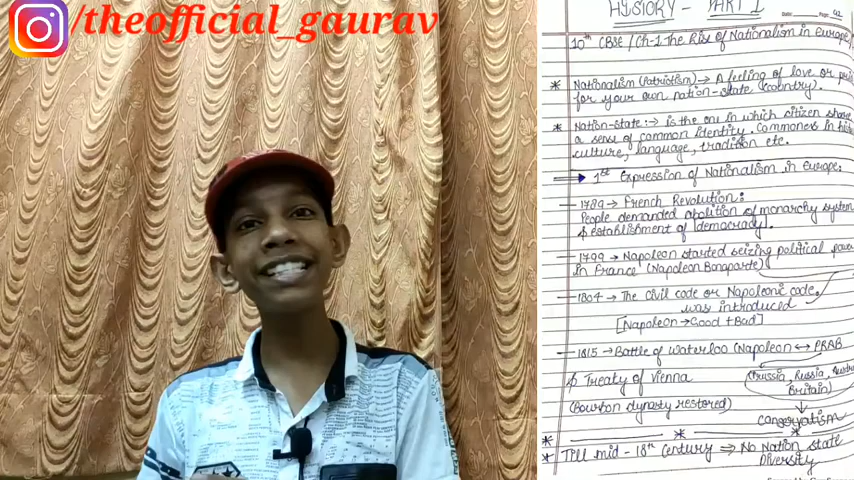 /theofficial_gaurav
HISTORY - PART 1
Date: Page 42
10th CBSE / Ch-1 The Rise of Nationalism in Europe
* Nationalism (Patriotism) → A feeling of love or
for your own nation-state (country).
* Nation-state :→ is the one in which citizen share
a sense of common identity. Commoners in
culture, language, tradition etc.
1st Expression of Nationalism in Europe:
1789 → French Revolution:
People demanded abolition of monarchy system
& establishment of democracy.
1799 → Napoleon started seizing political power
in France (Napoleon Bonaparte)
1804 → The civil code or Napoleonic code.
was introduced
[Napoleon → Good + Bad]
1815 → Battle of Waterloo (Napoleon ↔ PRAB
& Treaty of Vienna
(Prussia, Russia,
Britain)
(Bourbon dynasty restored)
Conservatism
* * *
* Till mid - 18th Century ⇒ No Nation state
Diversity